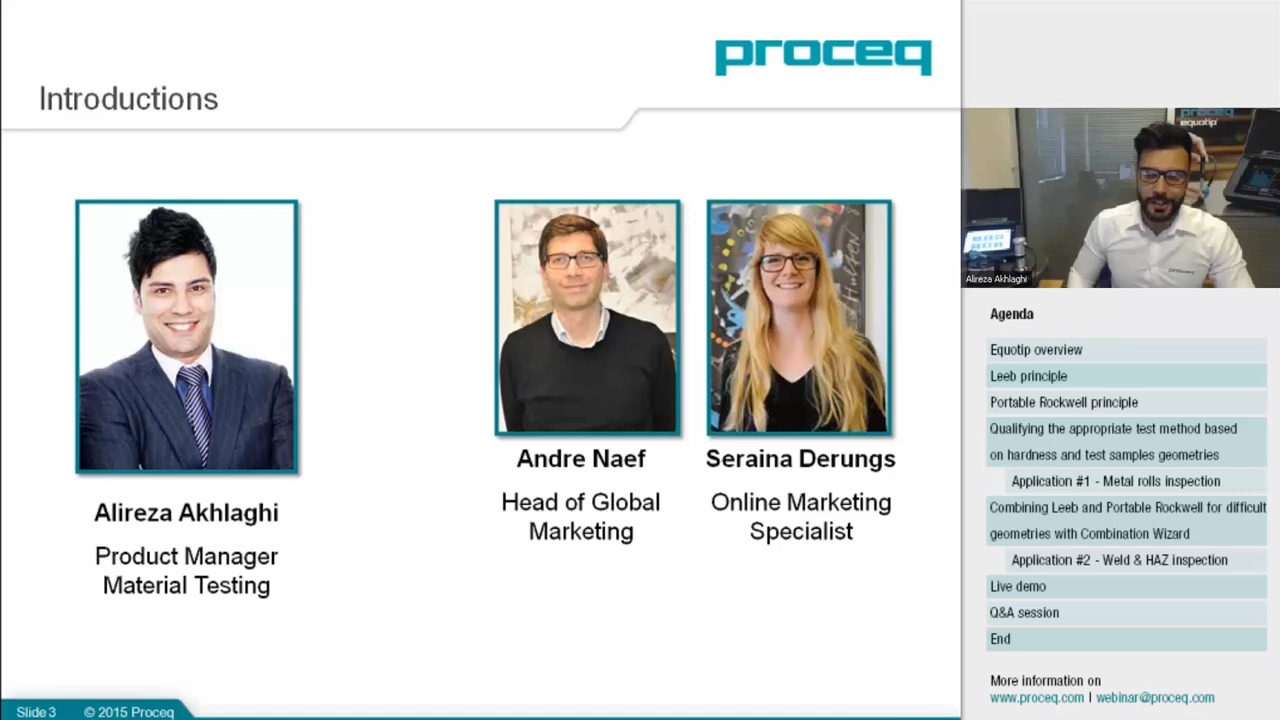 proceq
Introductions
Alireza Akhlaghi
Product Manager
Material Testing
Andre Naef
Head of Global
Marketing
Seraina Derungs
Online Marketing
Specialist
Slide 3 © 2015 Proceq
proceq
equotip
proceq
Alireza Akhlaghi
Agenda
Equotip overview
Leeb principle
Portable Rockwell principle
Qualifying the appropriate test method based
on hardness and test samples geometries
Application #1 - Metal rolls inspection
Combining Leeb and Portable Rockwell for difficult
geometries with Combination Wizard
Application #2 - Weld & HAZ inspection
Live demo
Q&A session
End
More information on
www.proceq.com | webinar@proceq.com